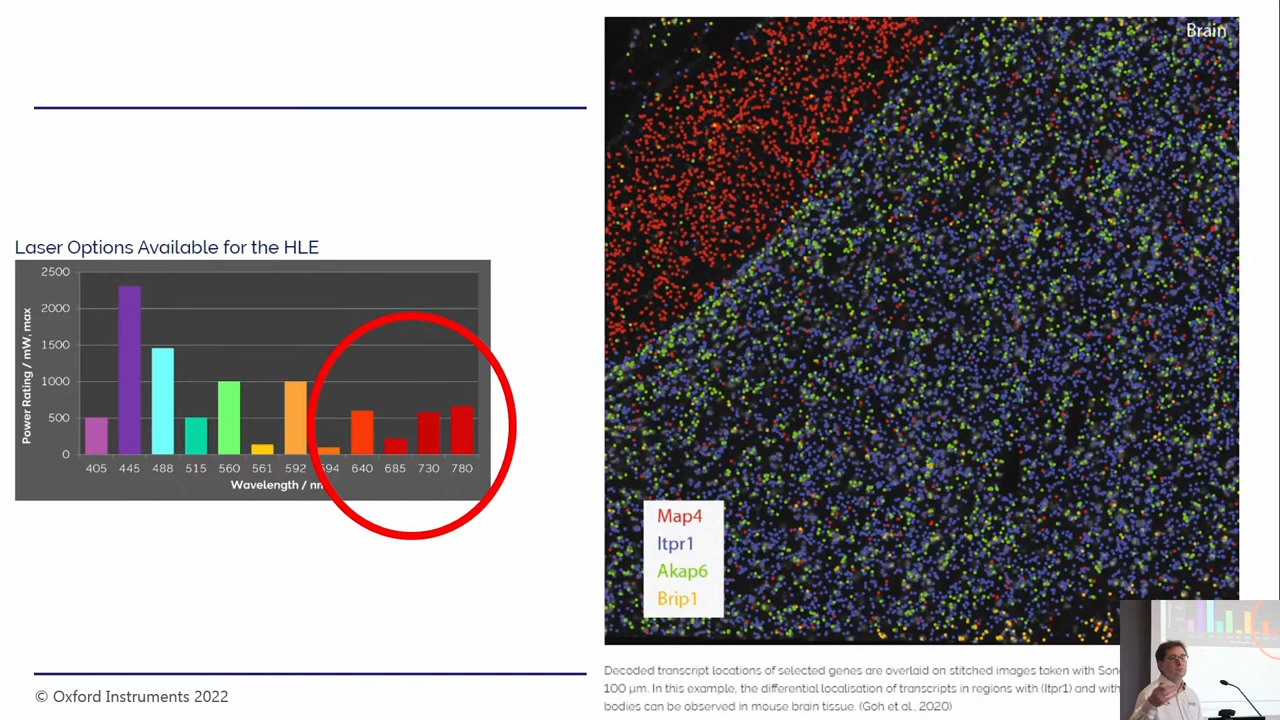 Laser Options Available for the HLE
2500
2000
1500
1000
500
0
Power Rating / mW, max
405 445 488 515 560 561 592 594 640 685 730 780
Wavelength / nm
© Oxford Instruments 2022
Brain
Map4
Itpr1
Akap6
Brip1
Decoded transcript locations of selected genes are overlaid on stitched images taken with
100 µm. In this example, the differential localisation of transcripts in regions with (Itpr1) and
bodies can be observed in mouse brain tissue. (Goh et al., 2020)